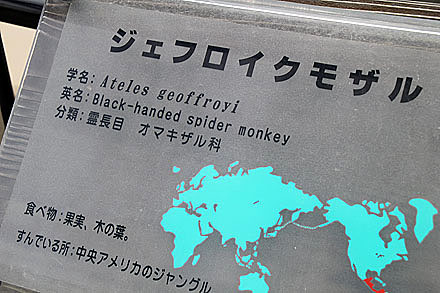 ジェフロイクモザル
学名：Ateles geoffroyi
英名：Black-handed spider monkey
分類：霊長目　オマキザル科
食べ物：果実、木の葉。
すんでいる所：中央アメリカのジャングル